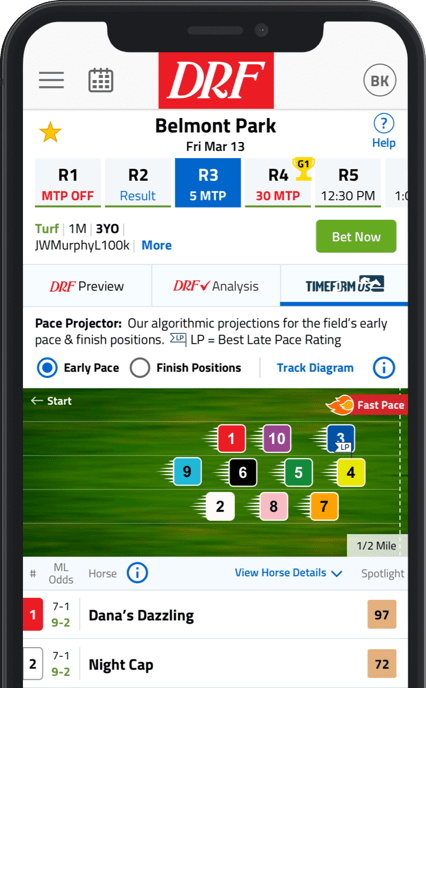 DRF
BK
Belmont Park
Fri Mar 13
?
Help
R1 R2 R3 R4 G1 R5
MTP OFF Result 5 MTP 30 MTP 12:30 PM 1:0
Turf | 1M | 3YO |
JWMurphyL100k | More
Bet Now
DRF Preview DRF Analysis TIMEFORM US
Pace Projector: Our algorithmic projections for the field's early
pace & finish positions. LP LP = Best Late Pace Rating
Early Pace Finish Positions Track Diagram i
← Start
Fast Pace
1 10 3 LP
9 6 5 4
2 8 7
1/2 Mile
# ML Odds Horse i View Horse Details Spotlight
1 7-1 Dana's Dazzling 97
9-2
2 7-1 Night Cap 72
9-2